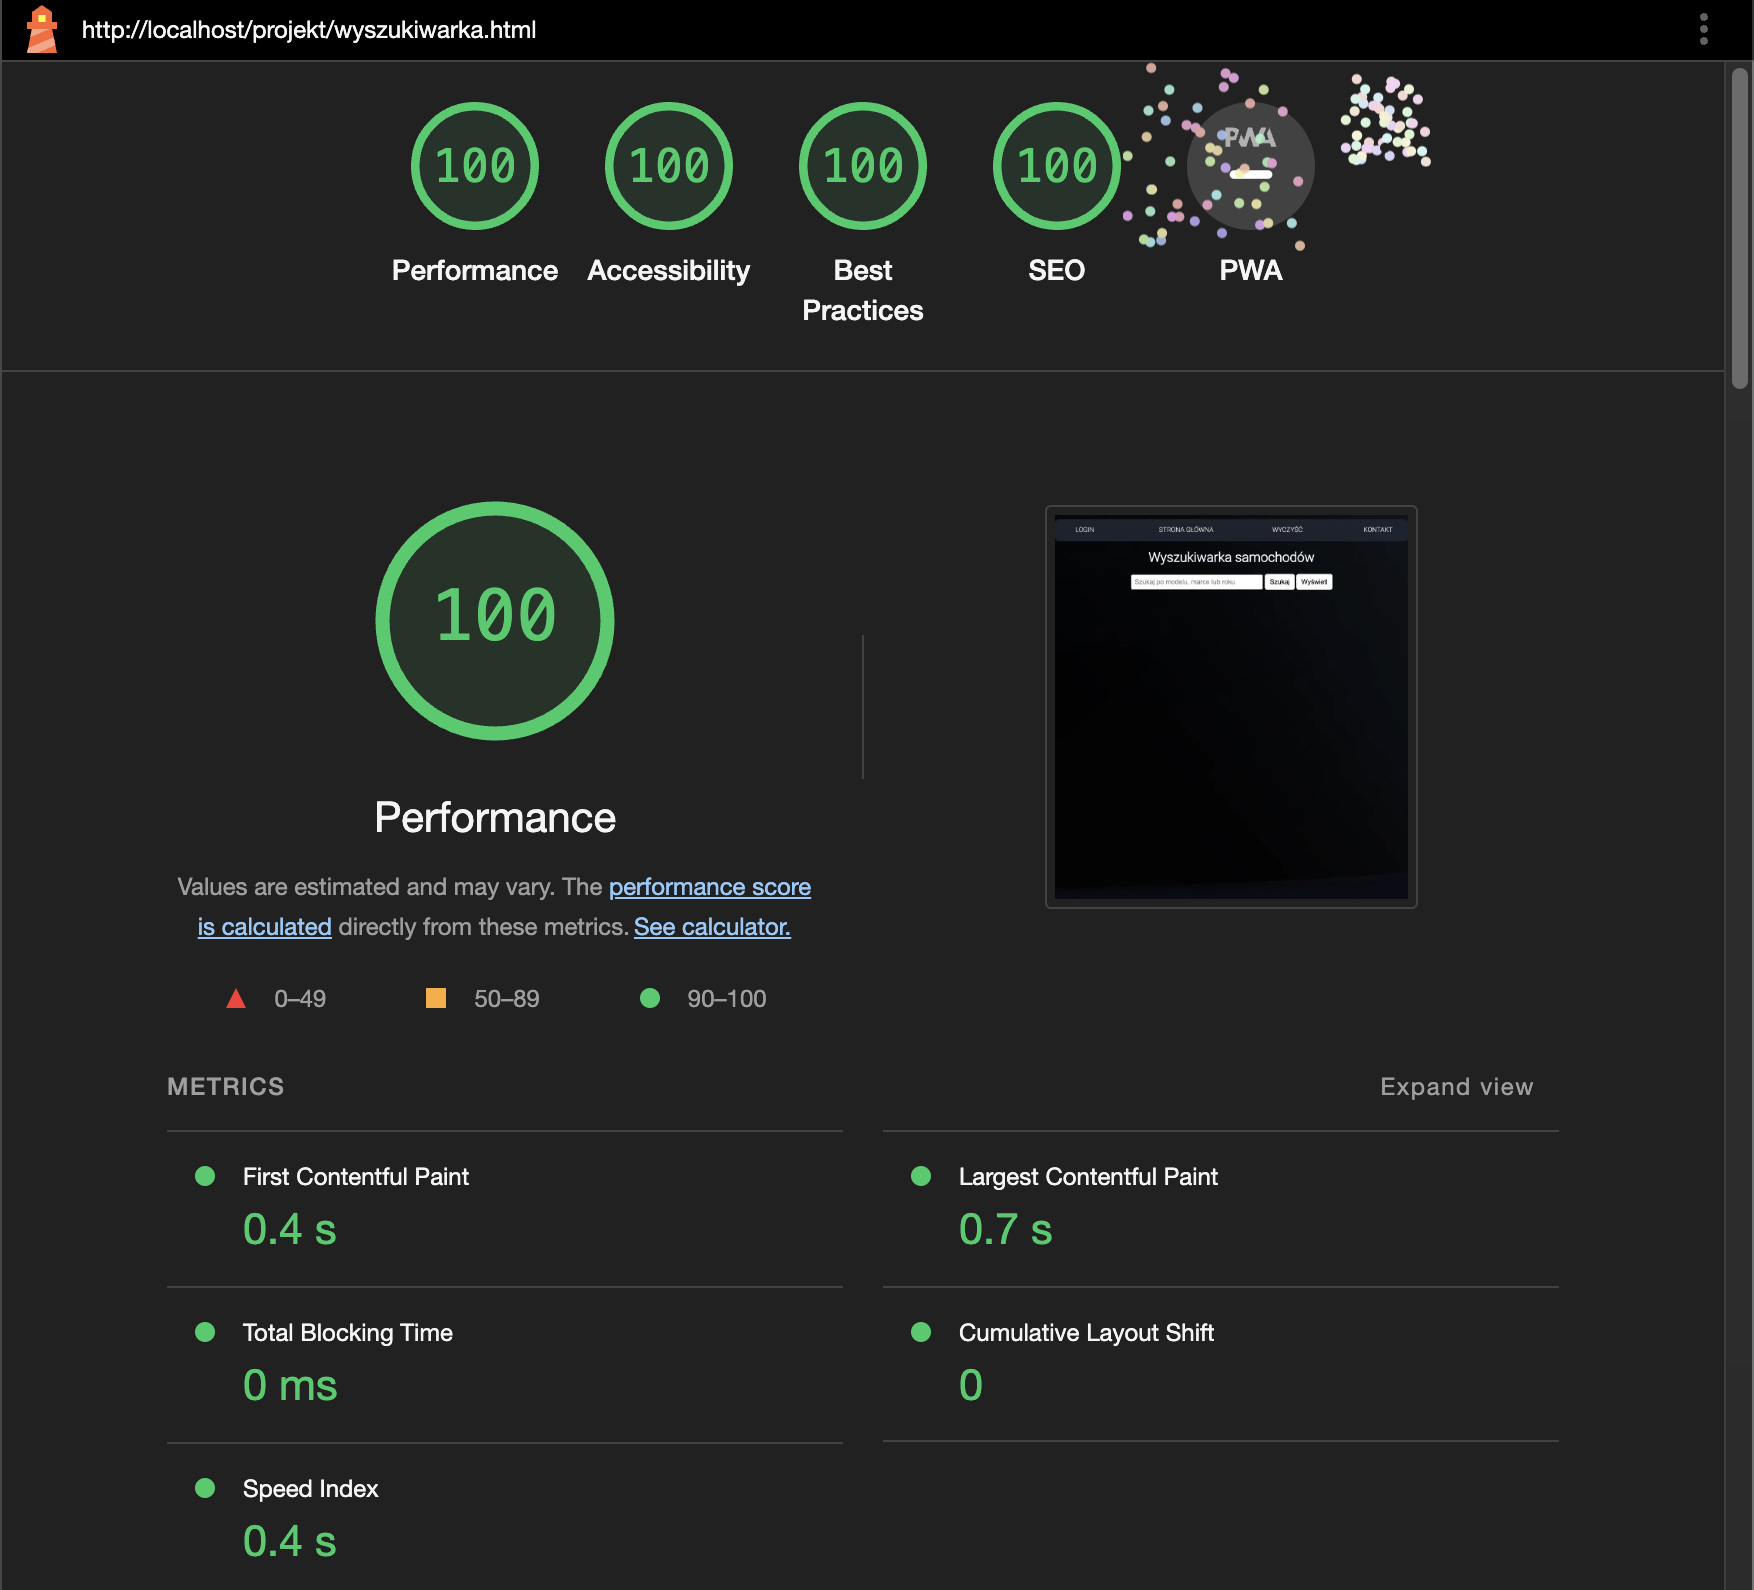 http://localhost/projekt/wyszukiwarka.html
100
100
100
100
PWA
Performance
Accessibility
Best
Practices
SEO
PWA
100
Performance
Values are estimated and may vary. The performance score
is calculated directly from these metrics. See calculator.
0–49
50–89
90–100
LOGIN
STRONA GŁÓWNA
WYCZYŚĆ
KONTAKT
Wyszukiwarka samochodów
Szukaj po modelu, marce lub roku
Szukaj
Wyświetl
METRICS
Expand view
First Contentful Paint
0.4 s
Largest Contentful Paint
0.7 s
Total Blocking Time
0 ms
Cumulative Layout Shift
0
Speed Index
0.4 s